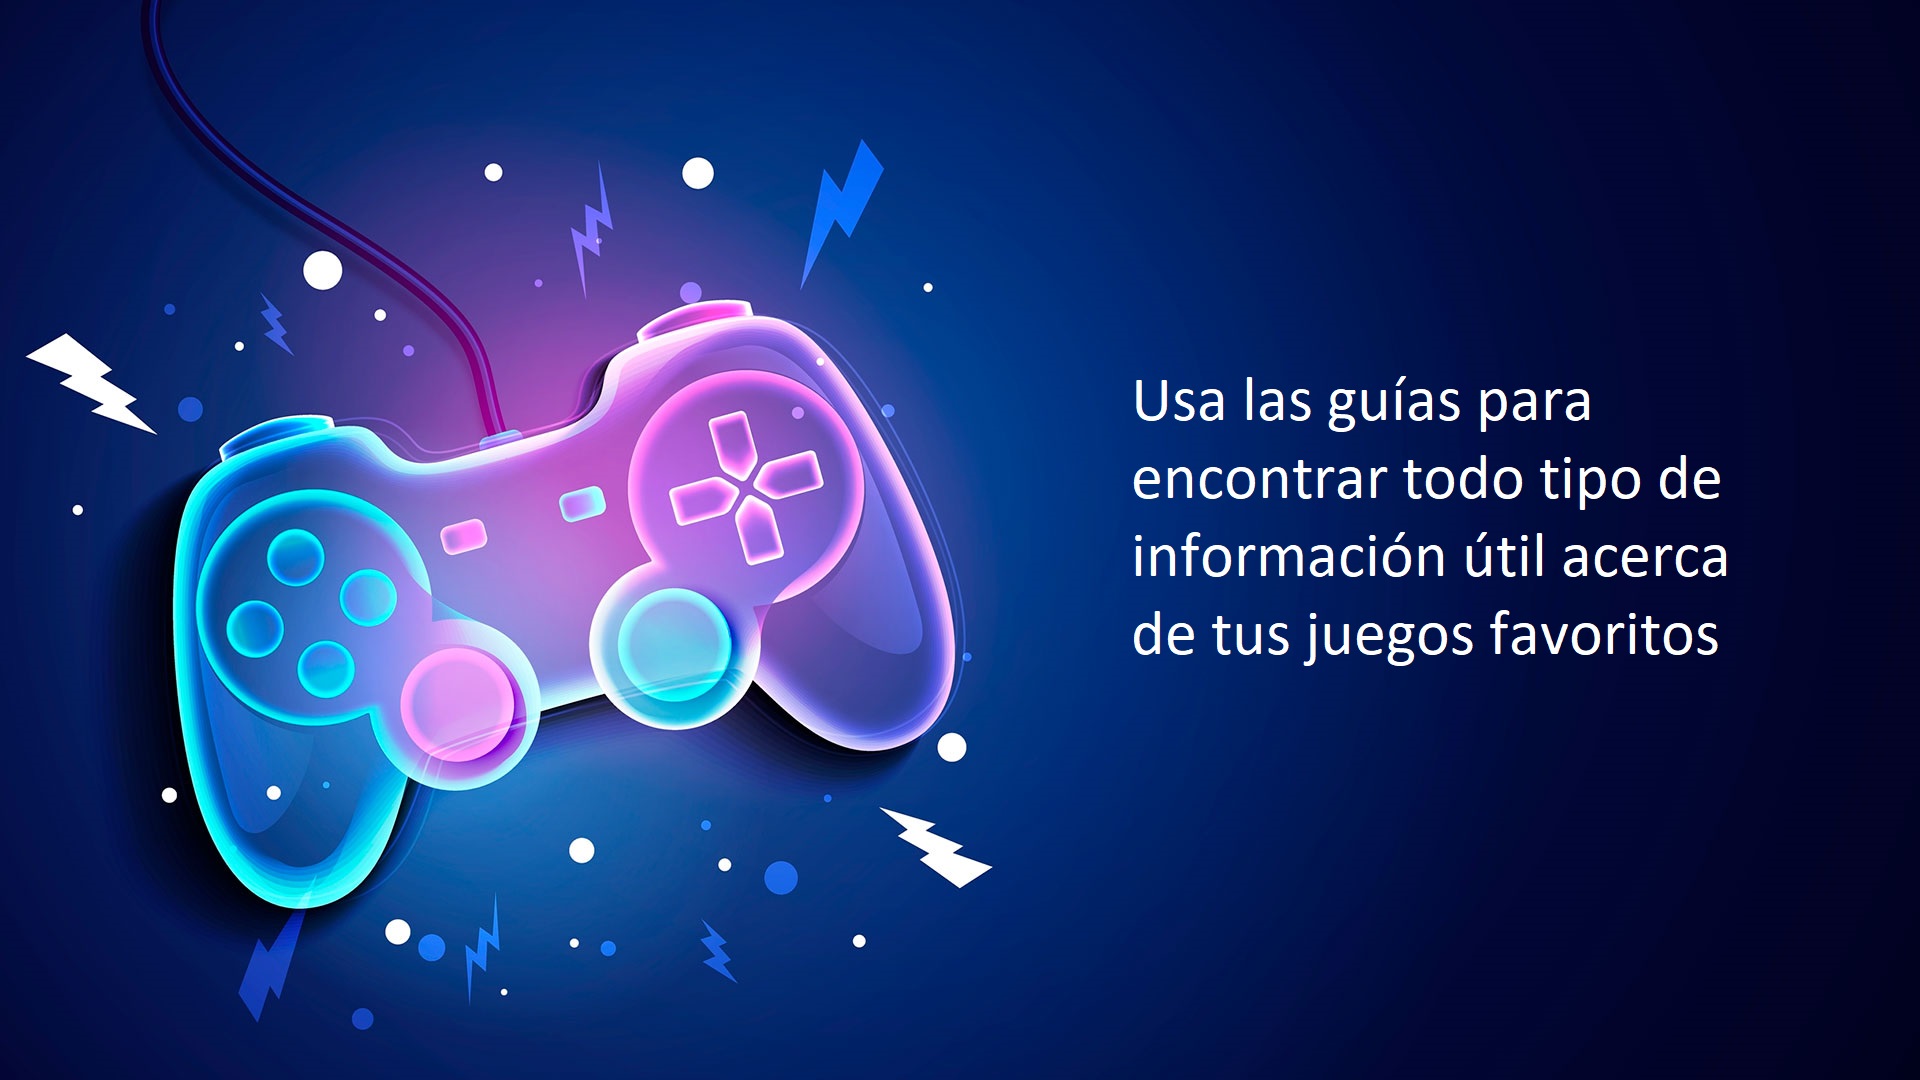 Usa las guías para
encontrar todo tipo de
información útil acerca
de tus juegos favoritos